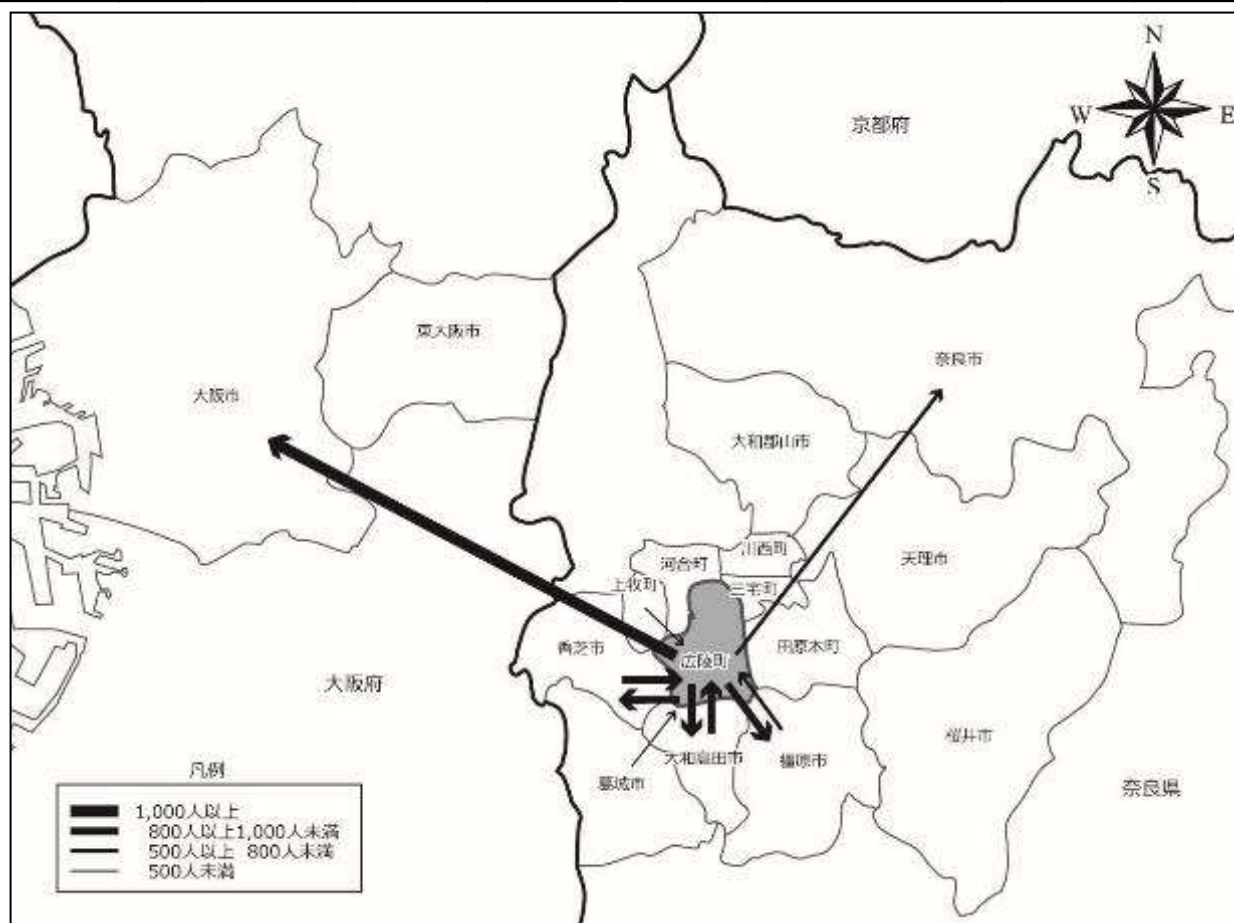 N
京都府
W
E
S
東大阪市
奈良市
大阪市
大和郡山市
川西町
河合町
天理市
上牧町
三宅町
香芝市
田原本町
広陵町
大阪府
桜井市
大和高田市
橿原市
葛城市
奈良県
凡例
1,000人以上
800人以上1,000人未満
500人以上 800人未満
500人未満